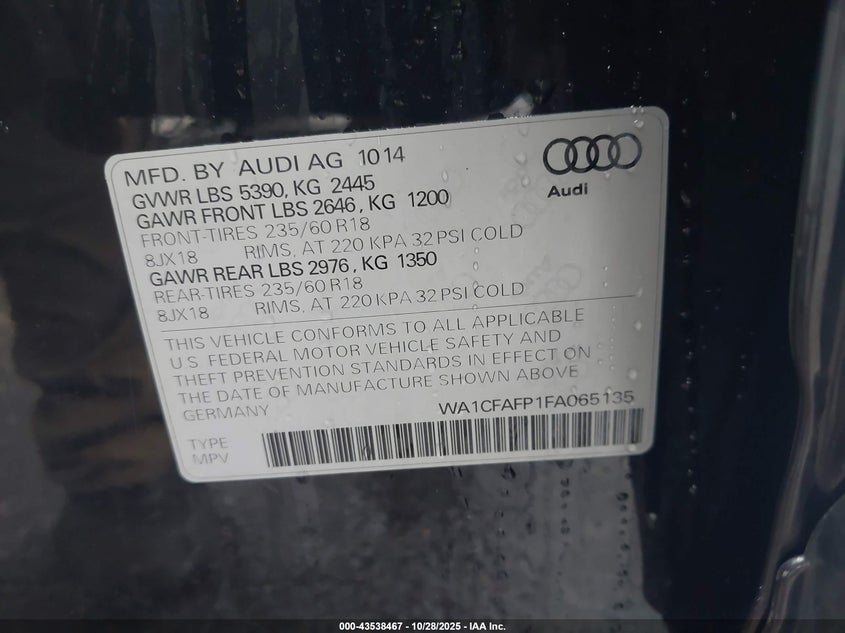 MFD. BY AUDI AG 1014
GVWR LBS 5390, KG 2445
GAWR FRONT LBS 2646, KG 1200
FRONT-TIRES 235/60 R18
8JX18 RIMS, AT 220 KPA 32 PSI COLD
GAWR REAR LBS 2976, KG 1350
REAR-TIRES 235/60 R18
8JX18 RIMS, AT 220 KPA 32 PSI COLD
Audi
THIS VEHICLE CONFORMS TO ALL APPLICABLE
U.S. FEDERAL MOTOR VEHICLE SAFETY AND
THEFT PREVENTION STANDARDS IN EFFECT ON
THE DATE OF MANUFACTURE SHOWN ABOVE
GERMANY WA1CFAFP1FA065135
TYPE
MPV
000-43538467 - 10/28/2025 - IAA Inc.